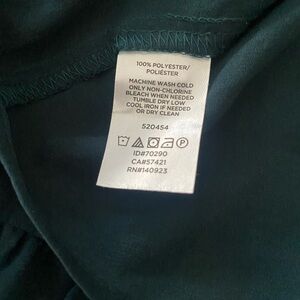 100% POLYESTER/
POLIÉSTER
MACHINE WASH COLD
ONLY NON-CHLORINE
BLEACH WHEN NEEDED
TUMBLE DRY LOW
COOL IRON IF NEEDED
OR DRY CLEAN
520454
P
ID#70290
CA#57421
RN#140923